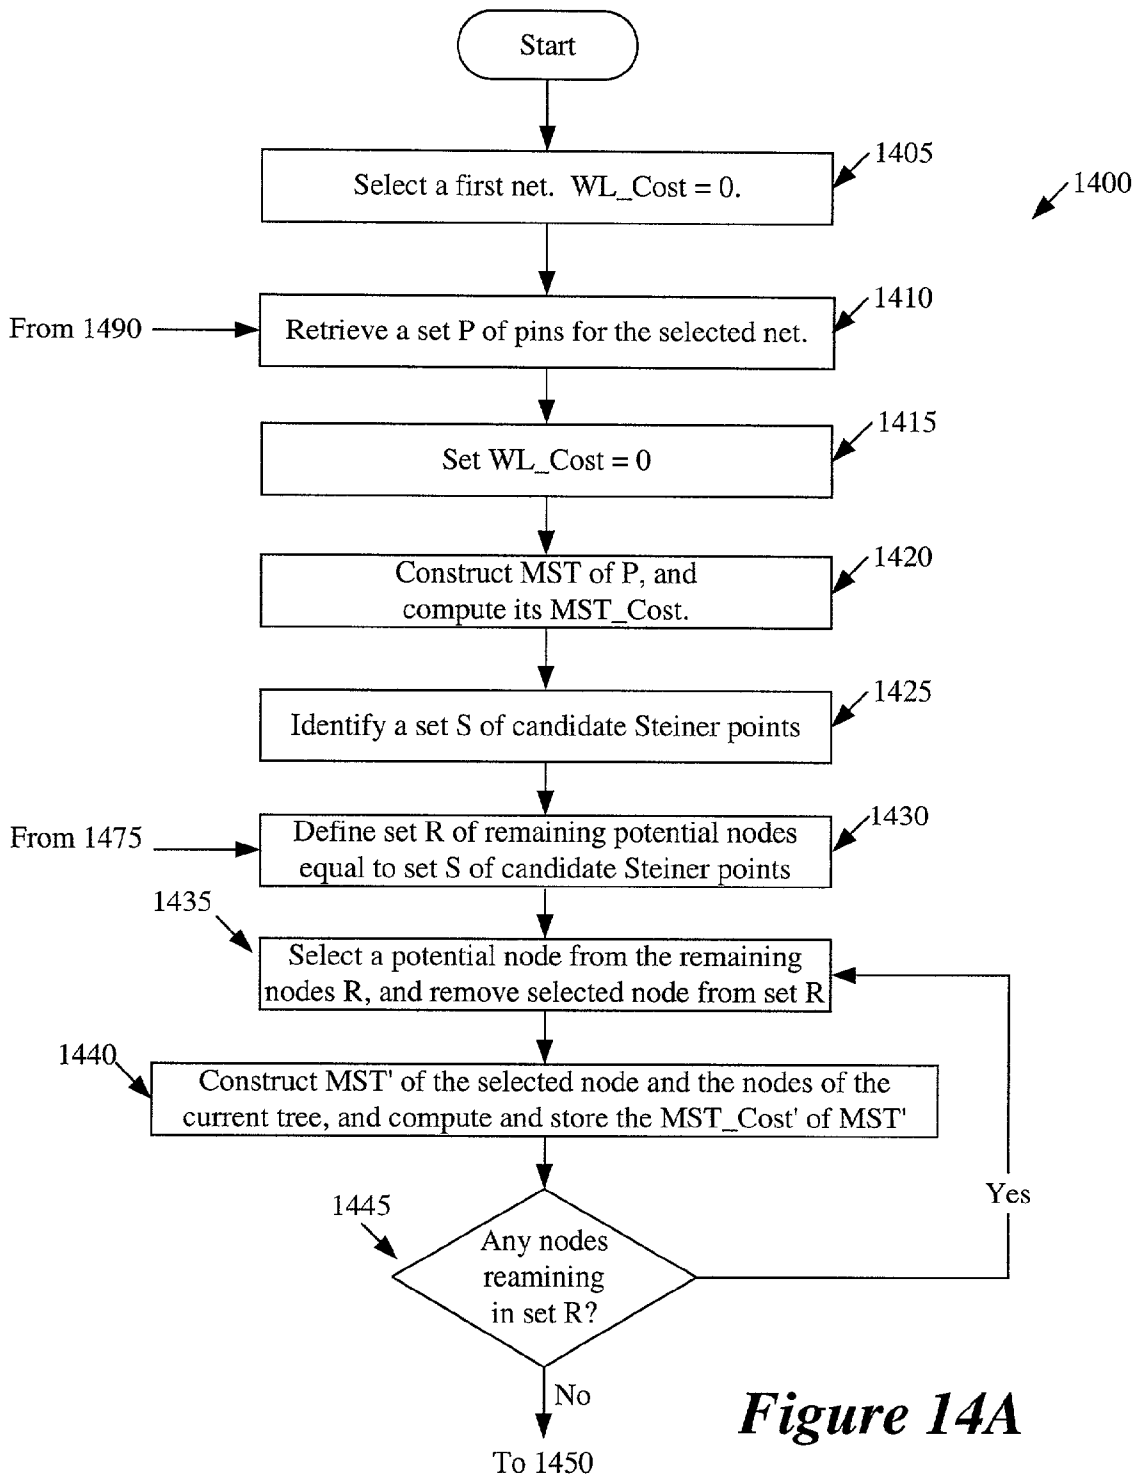 Start
1405
Select a first net. WL_Cost = 0.
1400
1410
From 1490
Retrieve a set P of pins for the selected net.
1415
Set WL_Cost = 0
1420
Construct MST of P, and
compute its MST_Cost.
1425
Identify a set S of candidate Steiner points
1430
From 1475
Define set R of remaining potential nodes
equal to set S of candidate Steiner points
1435
Select a potential node from the remaining
nodes R, and remove selected node from set R
1440
Construct MST' of the selected node and the nodes of the
current tree, and compute and store the MST_Cost' of MST'
Yes
1445
Any nodes
reamining
in set R?
No
To 1450
Figure 14A